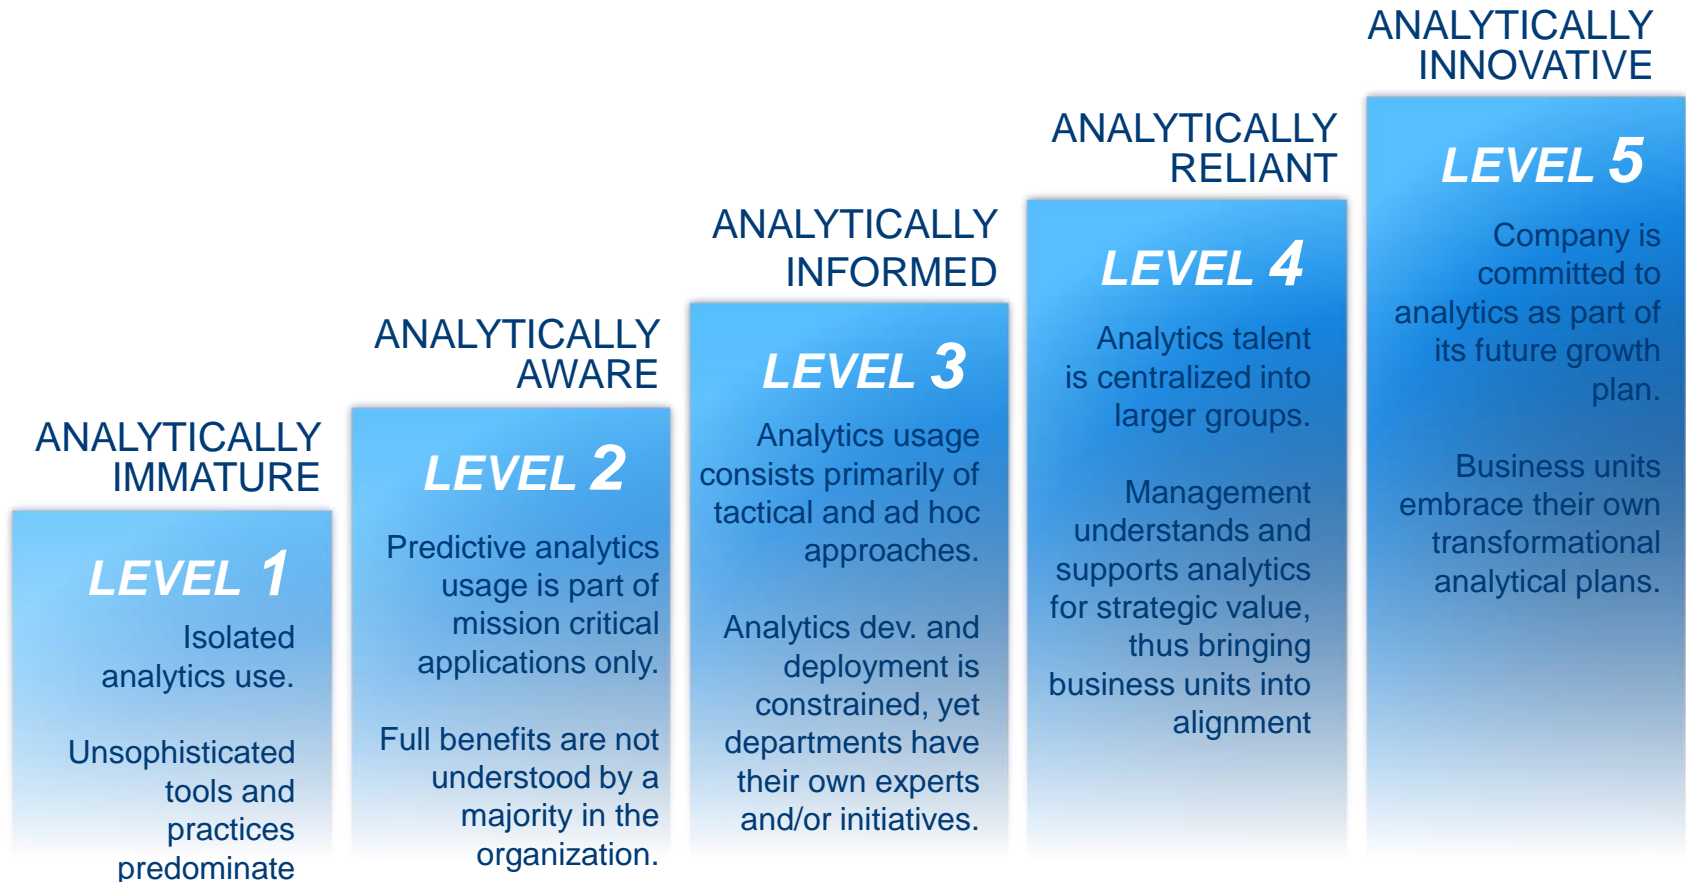 ANALYTICALLY
IMMATURE
LEVEL 1
Isolated
analytics use.
Unsophisticated
tools and
practices
predominate
ANALYTICALLY
AWARE
LEVEL 2
Predictive analytics
usage is part of
mission critical
applications only.
Full benefits are not
understood by a
majority in the
organization.
ANALYTICALLY
INFORMED
LEVEL 3
Analytics usage
consists primarily of
tactical and ad hoc
approaches.
Analytics dev. and
deployment is
constrained, yet
departments have
their own experts
and/or initiatives.
ANALYTICALLY
RELIANT
LEVEL 4
Analytics talent
is centralized into
larger groups.
Management
understands and
supports analytics
for strategic value,
thus bringing
business units into
alignment
ANALYTICALLY
INNOVATIVE
LEVEL 5
Company is
committed to
analytics as part of
its future growth
plan.
Business units
embrace their own
transformational
analytical plans.